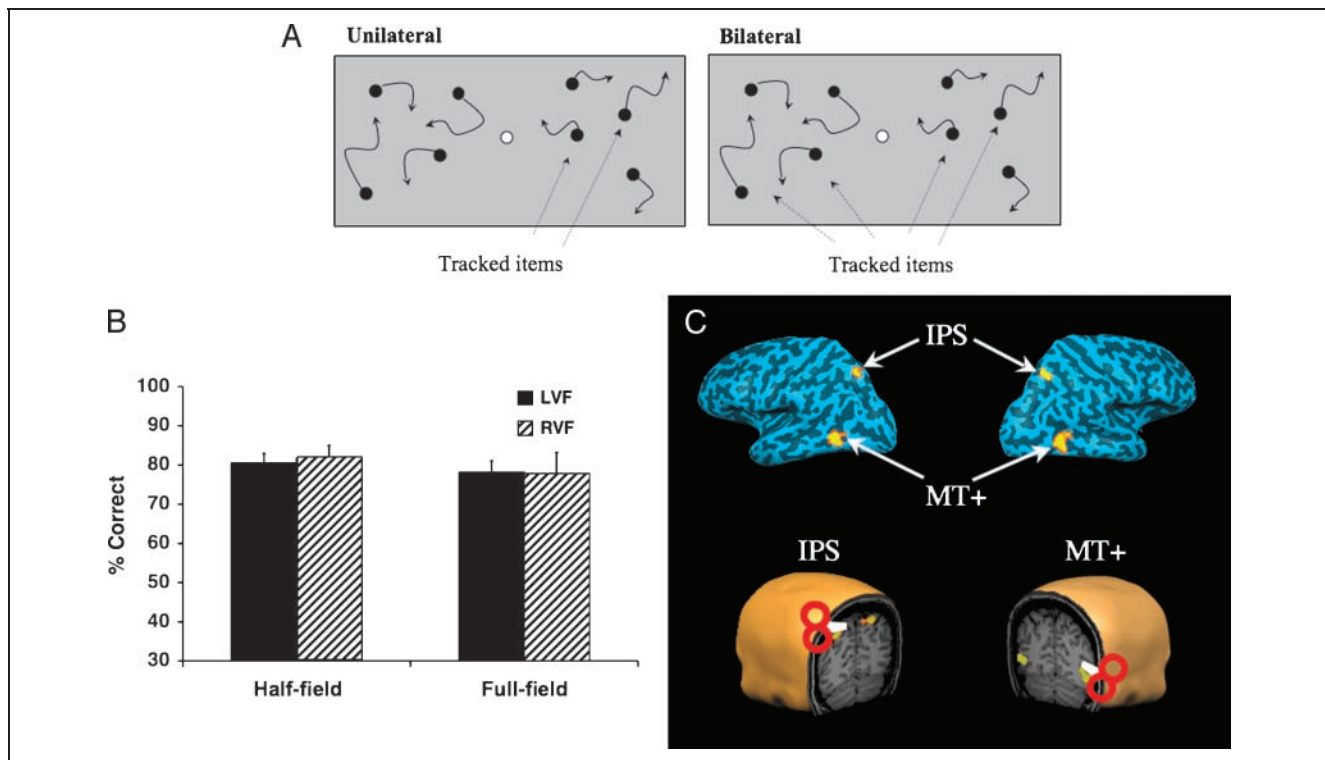 A
Unilateral
Bilateral
Tracked items
Tracked items
B
% Correct
100
90
80
70
60
50
40
30
LVF
RVF
Half-field
Full-field
C
IPS
MT+
IPS
MT+